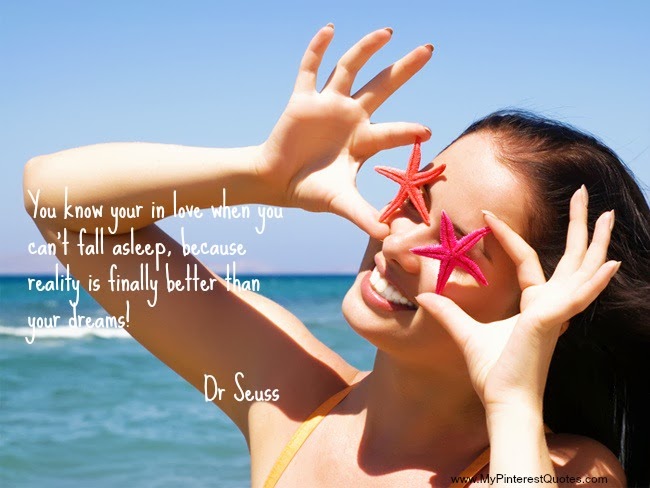 You know your in love when you
can't fall asleep, because
reality is finally better than
your dreams!
Dr Seuss
www.MyPinterestQuotes.com